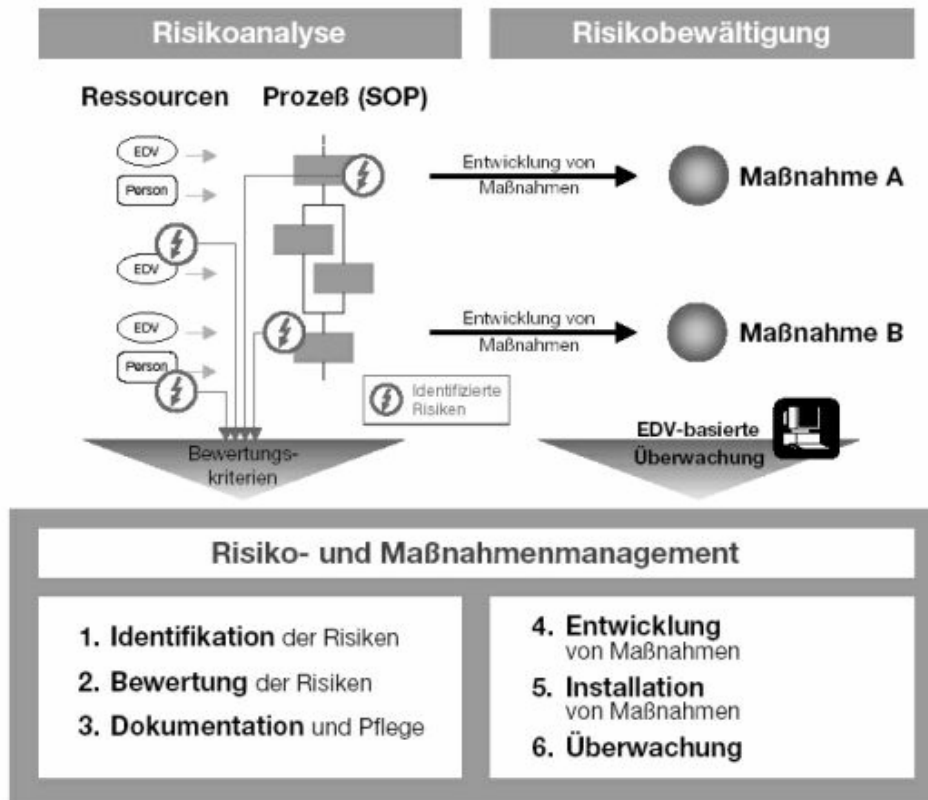 Risikoanalyse
Risikobewältigung
Ressourcen
Prozeß (SOP)
EDV
Person
EDV
EDV
Person
Entwicklung von
Maßnahmen
Maßnahme A
Entwicklung von
Maßnahmen
Maßnahme B
Identifizierte
Risiken
Bewertungs-
kriterien
EDV-basierte
Überwachung
Risiko- und Maßnahmenmanagement
1. Identifikation der Risiken
2. Bewertung der Risiken
3. Dokumentation und Pflege
4. Entwicklung
von Maßnahmen
5. Installation
von Maßnahmen
6. Überwachung